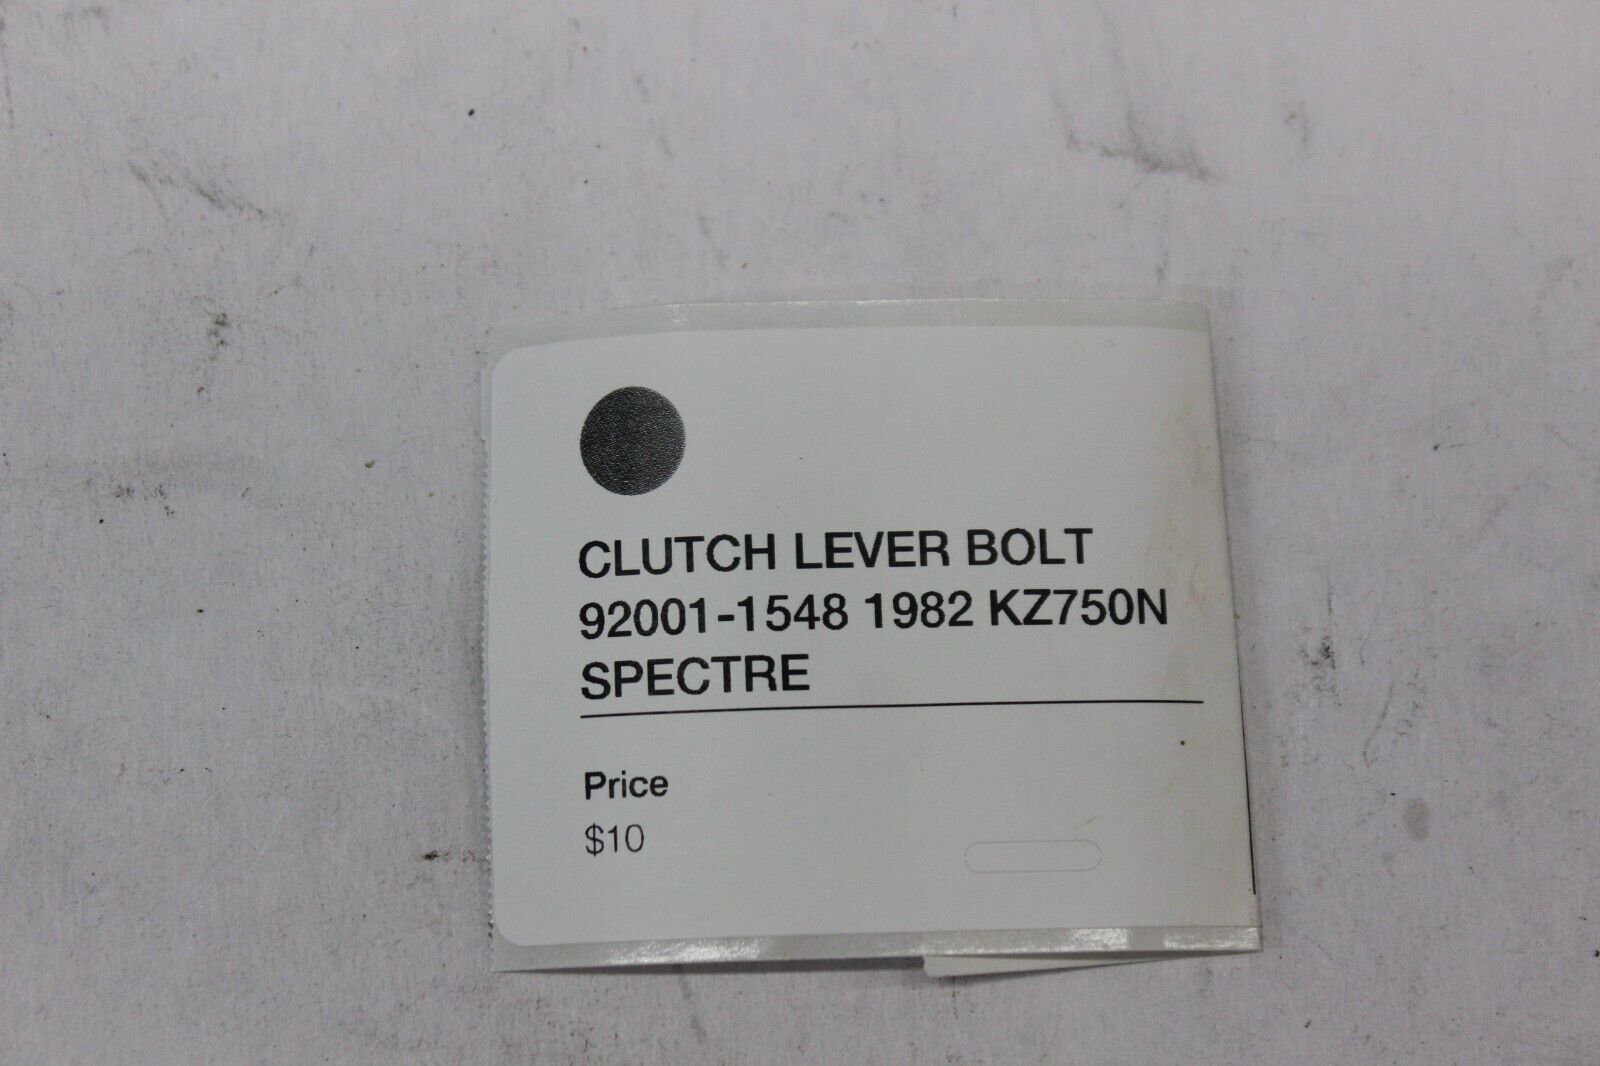 CLUTCH LEVER BOLT
92001-1548 1982 KZ750N
SPECTRE
Price
$10